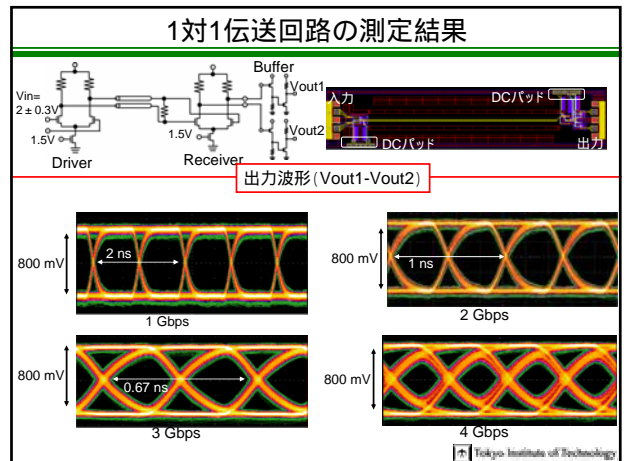 1対1伝送回路の測定結果
Buffer
Vout1
Vout2
Vin=
2 ± 0.3V
1.5V
1.5V
Driver
Receiver
入力
DCパッド
DCパッド
出力
出力波形(Vout1-Vout2)
800 mV
2 ns
1 Gbps
800 mV
1 ns
2 Gbps
800 mV
0.67 ns
3 Gbps
800 mV
4 Gbps
Tokyo Institute of Technology